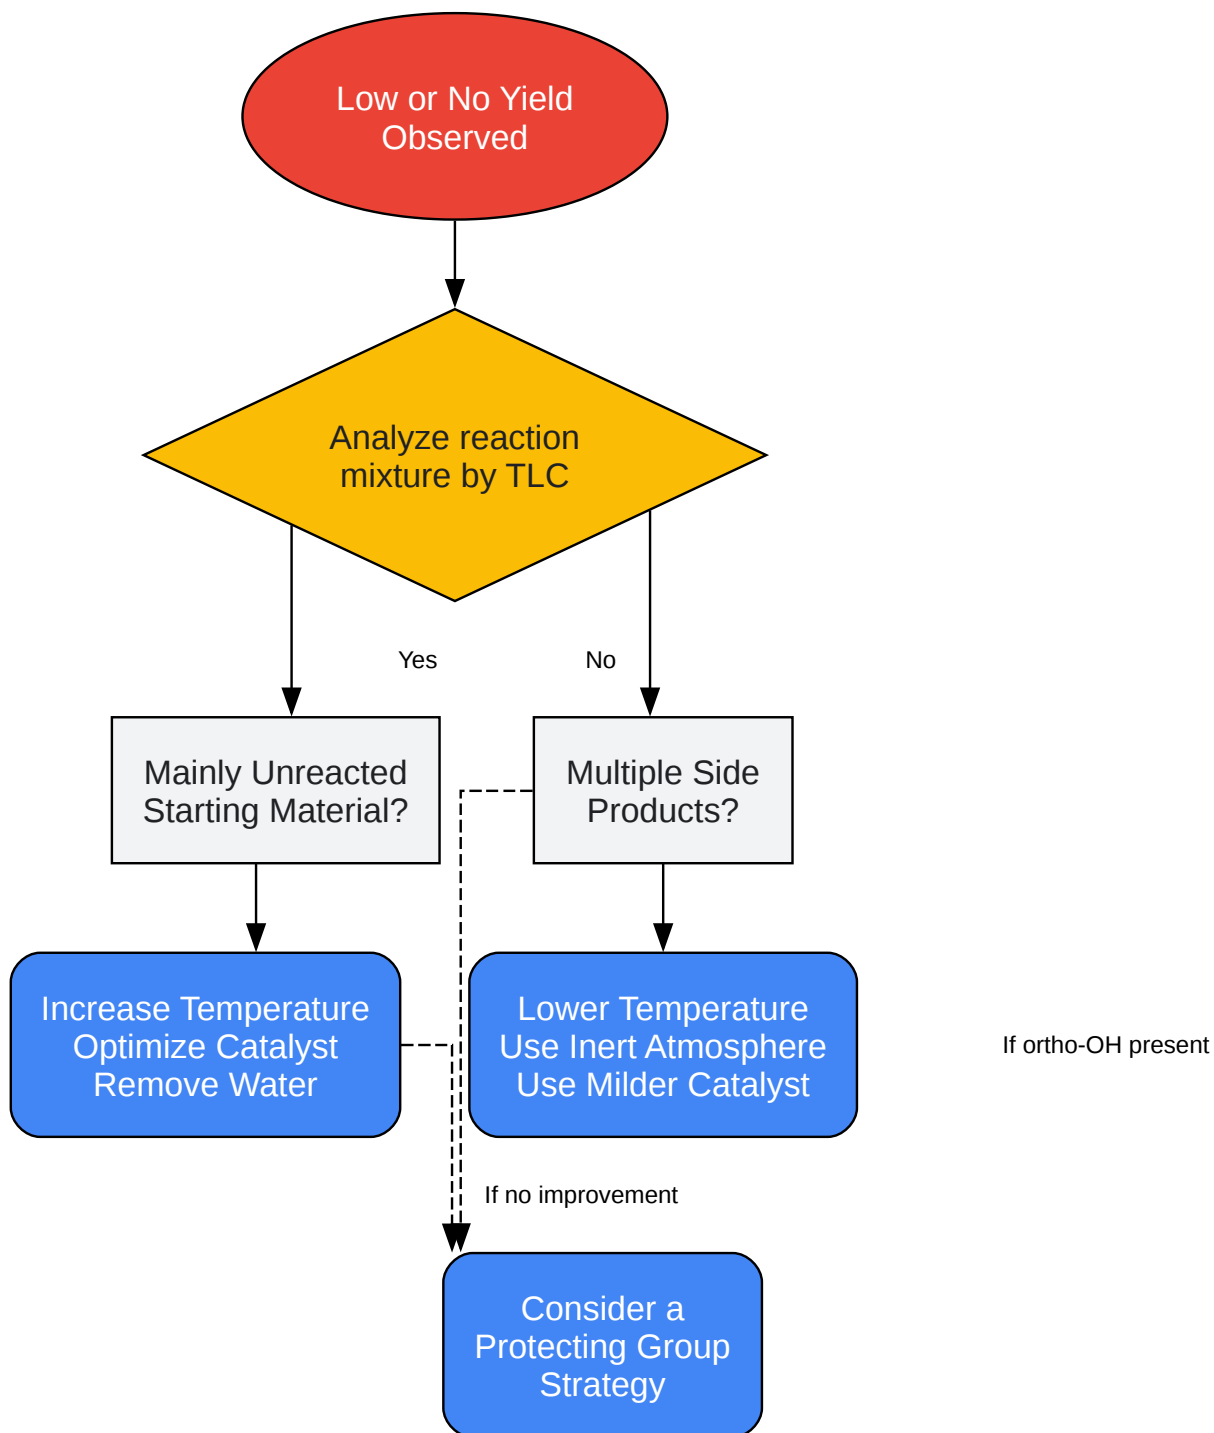 Low or No Yield
Observed
Analyze reaction
mixture by TLC
Yes
No
Mainly Unreacted
Starting Material?
Multiple Side
Products?
Increase Temperature
Optimize Catalyst
Remove Water
Lower Temperature
Use Inert Atmosphere
Use Milder Catalyst
If ortho-OH present
If no improvement
Consider a
Protecting Group
Strategy